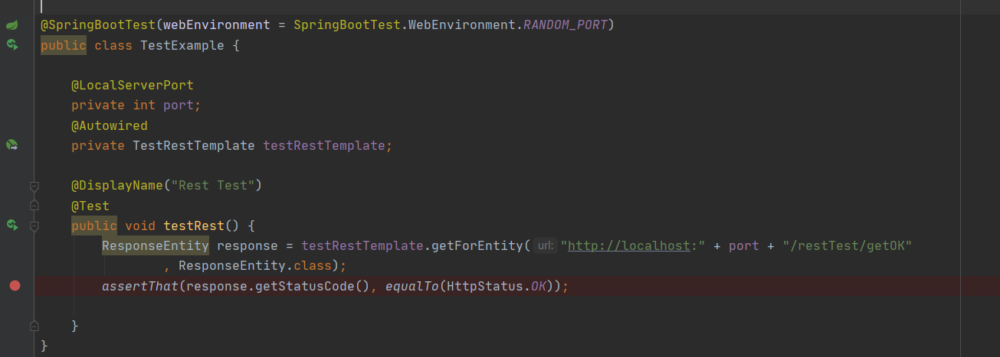 @SpringBootTest(webEnvironment = SpringBootTest.WebEnvironment.RANDOM_PORT)
public class TestExample {
@LocalServerPort
private int port;
@Autowired
private TestRestTemplate testRestTemplate;
@DisplayName("Rest Test")
@Test
public void testRest() {
ResponseEntity response = testRestTemplate.getForEntity( url: "http://localhost:" + port + "/restTest/getOK"
, ResponseEntity.class);
assertThat(response.getStatusCode(), equalTo(HttpStatus.OK));
}
}